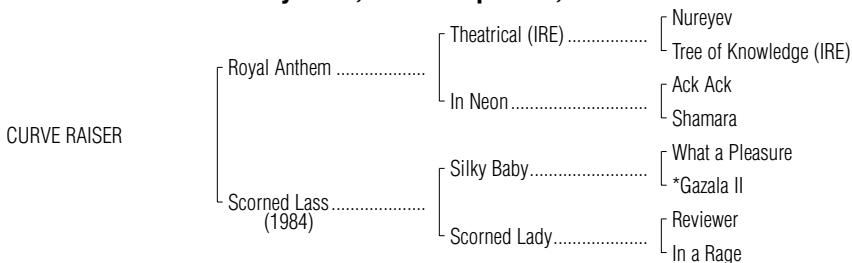 Nureyev
Theatrical (IRE) .................
Tree of Knowledge (IRE)
Royal Anthem ...................
Ack Ack
In Neon ............................
Shamara
CURVE RAISER
What a Pleasure
Silky Baby........................
*Gazala II
Scorned Lass ....................
(1984)
Reviewer
Scorned Lady...................
In a Rage